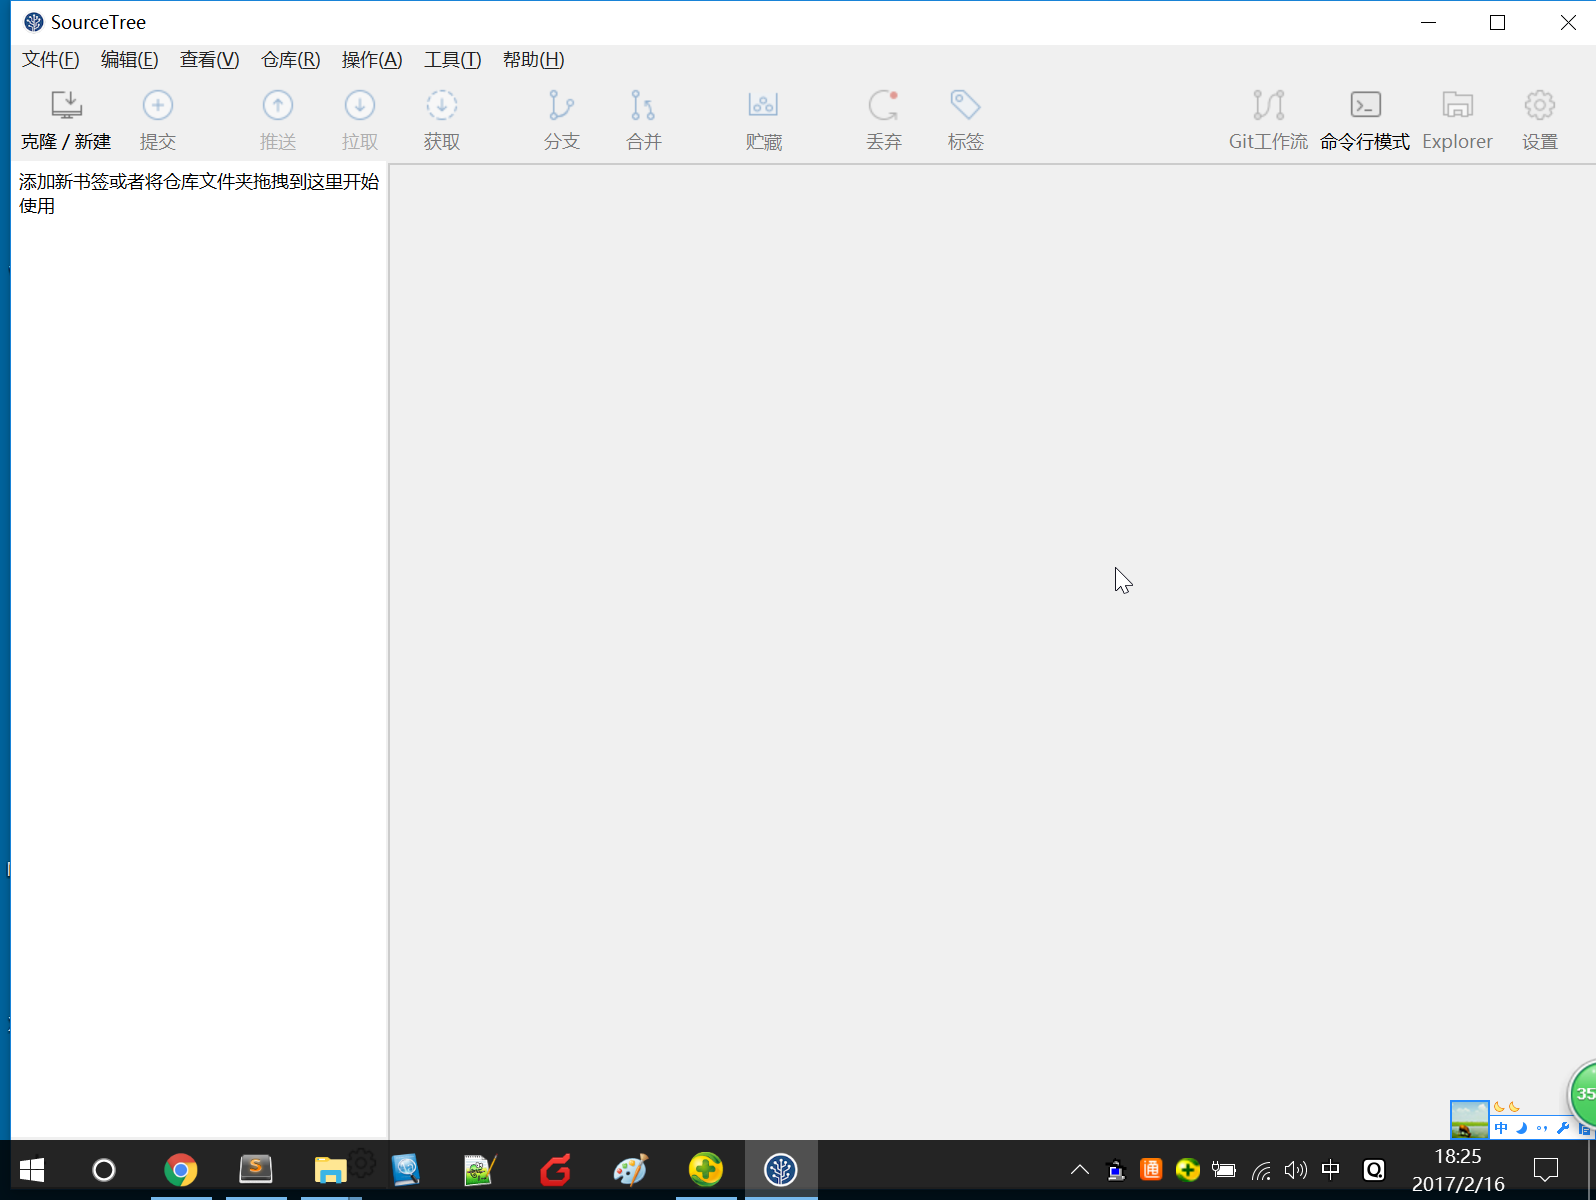 SourceTree
文件(F) 编辑(E) 查看(V) 仓库(R) 操作(A) 工具(T) 帮助(H)
克隆 / 新建 提交 推送 拉取 获取 分支 合并 贮藏 丢弃 标签 Git工作流 命令行模式 Explorer 设置
添加新书签或者将仓库文件夹拖拽到这里开始
使用
35
中
通 中
18:25
2017/2/16